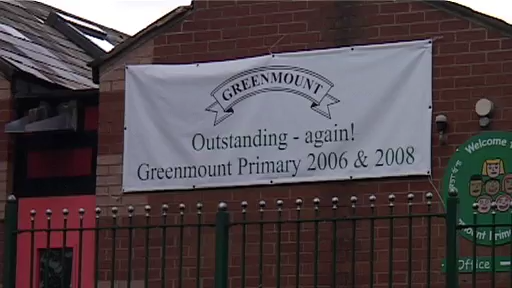 GREENMOUNT
Outstanding - again!
Greenmount Primary 2006 & 2008
Welcome
Office